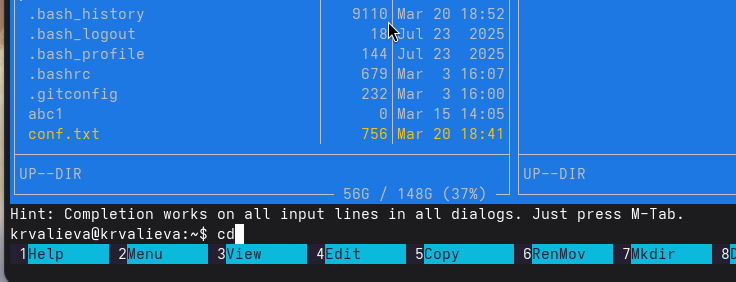 .bash_history 9110 Mar 20 18:52
.bash_logout 18 Jul 23 2025
.bash_profile 144 Jul 23 2025
.bashrc 679 Mar 3 16:07
.gitconfig 232 Mar 3 16:00
abc1 0 Mar 15 14:05
conf.txt 756 Mar 20 18:41
UP--DIR UP--DIR
56G / 148G (37%)
Hint: Completion works on all input lines in all dialogs. Just press M-Tab.
krvalieva@krvalieva:~$ cd
1Help 2Menu 3View 4Edit 5Copy 6RenMov 7Mkdir 8